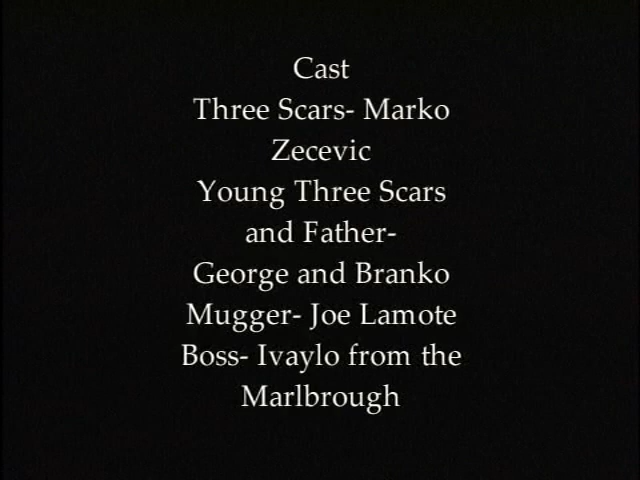 Cast
Three Scars- Marko
Zecevic
Young Three Scars
and Father-
George and Branko
Mugger- Joe Lamote
Boss- Ivaylo from the
Marlbrough